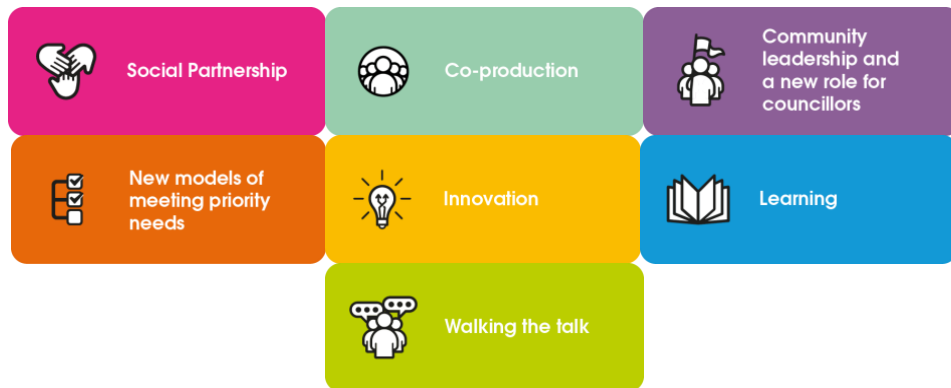 Social Partnership
Co-production
Community
leadership and
a new role for
councillors
New models of
meeting priority
needs
Innovation
Learning
Walking the talk